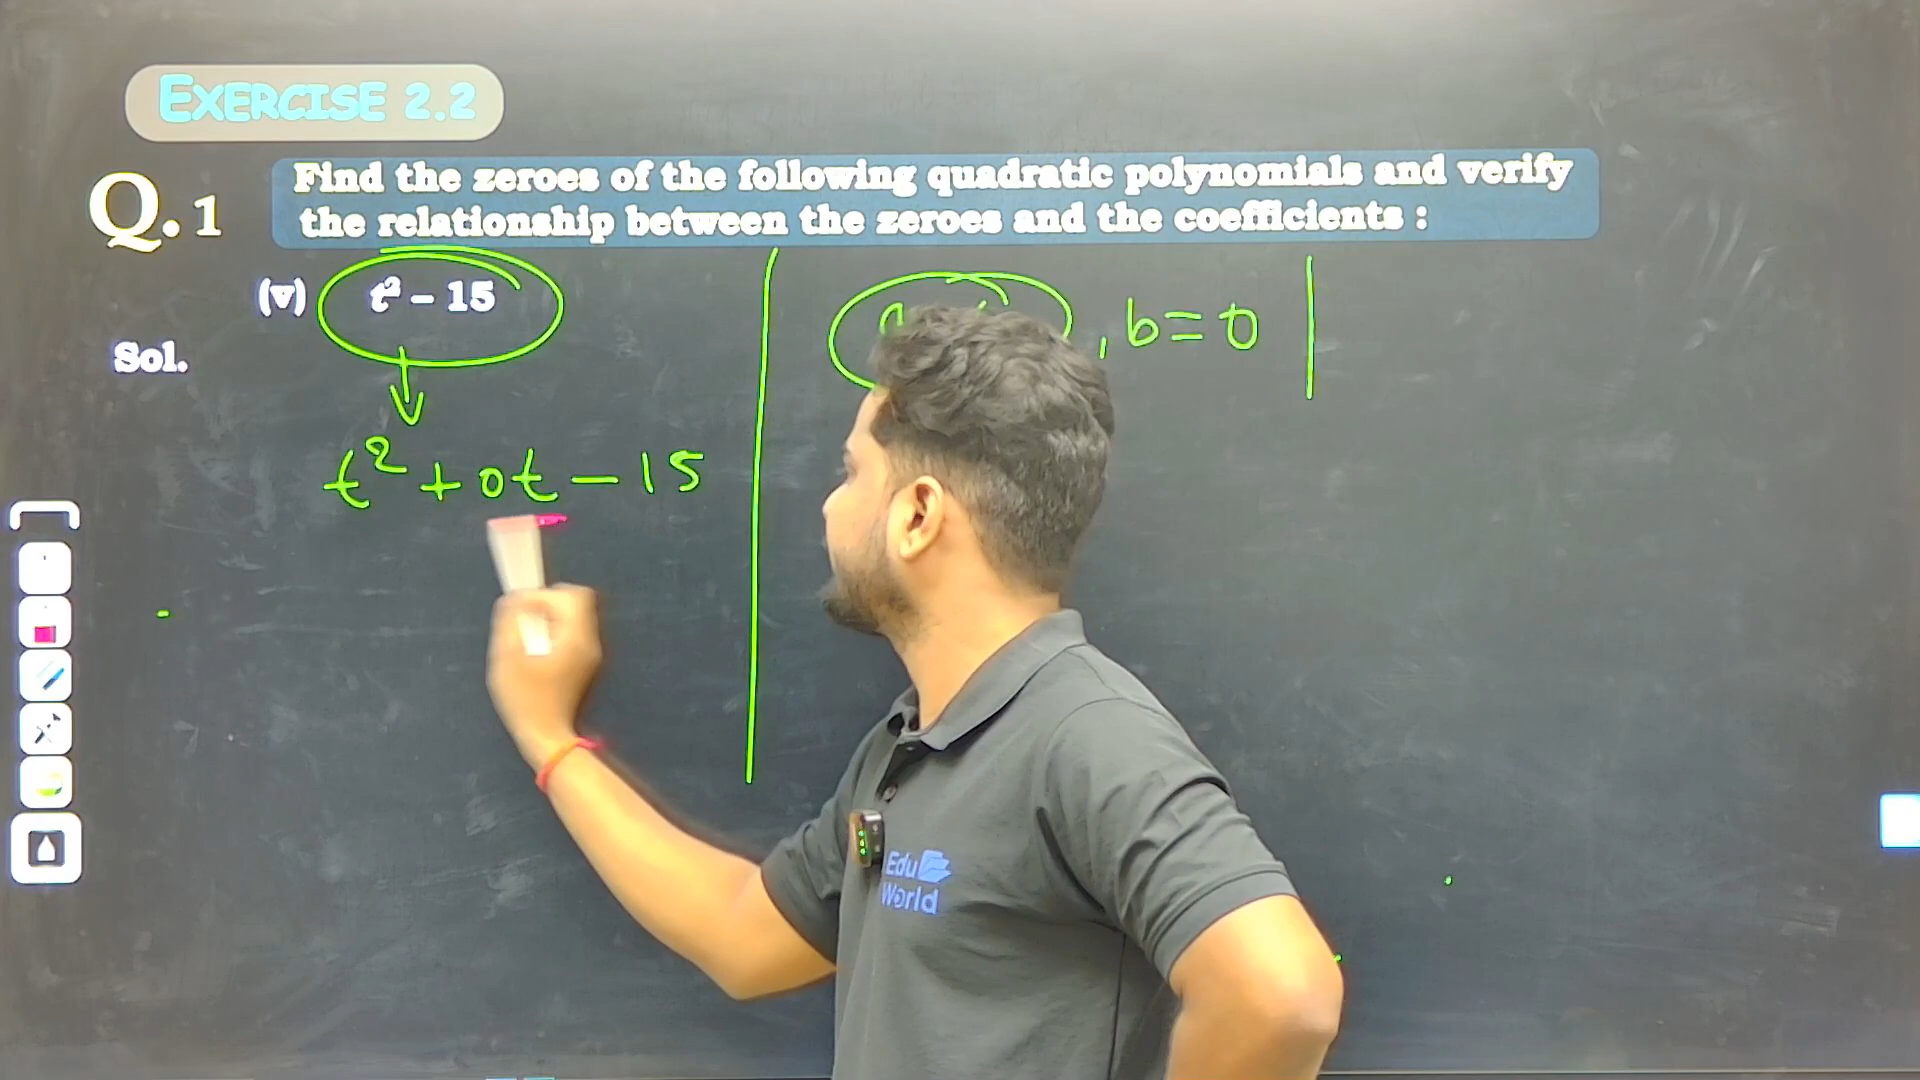 EXERCISE 2.2
Q. 1
Find the zeroes of the following quadratic polynomials and verify
the relationship between the zeroes and the coefficients :
(v) t² – 15
, b = 0
Sol.
t² + 0t – 15
Edu
World